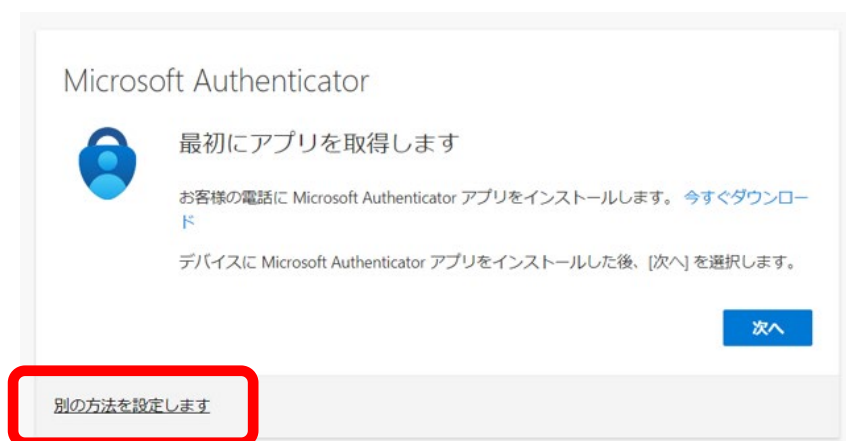 Microsoft Authenticator
最初にアプリを取得します
お客様の電話に Microsoft Authenticator アプリをインストールします。 今すぐダウンロー
ド
デバイスに Microsoft Authenticator アプリをインストールした後、[次へ] を選択します。
次へ
別の方法を設定します